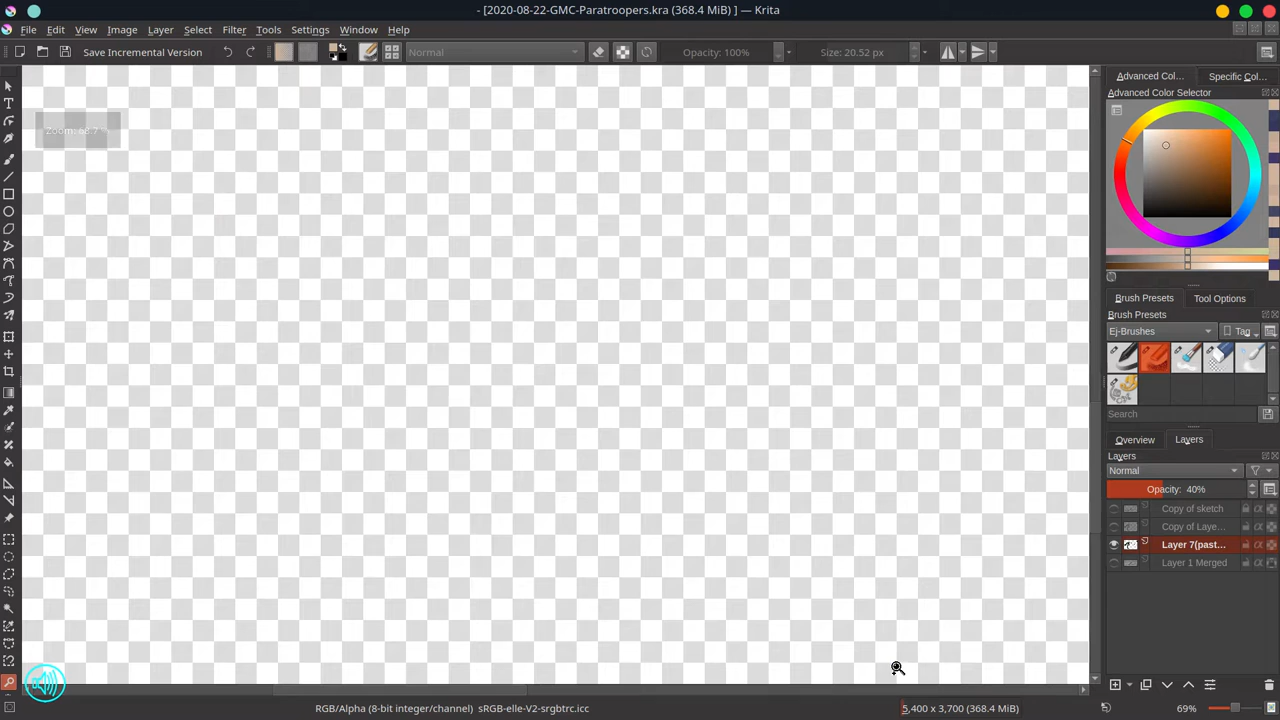 - [2020-08-22-GMC-Paratroopers.kra (368.4 MiB) ] — Krita
File Edit View Image Layer Select Filter Tools Settings Window Help
Save Incremental Version Normal Opacity: 100% Size: 20.52 px
Advanced Col... Specific Col...
Advanced Color Selector
Zoom: 68.7 %
Brush Presets Tool Options
Brush Presets
Ej-Brushes Tag
Search
Overview Layers
Layers
Normal
Opacity: 40%
Copy of sketch
Copy of Laye...
Layer 7(past...
Layer 1 Merged
RGB/Alpha (8-bit integer/channel) sRGB-elle-V2-srgbtrc.icc 5,400 x 3,700 (368.4 MiB) 69%